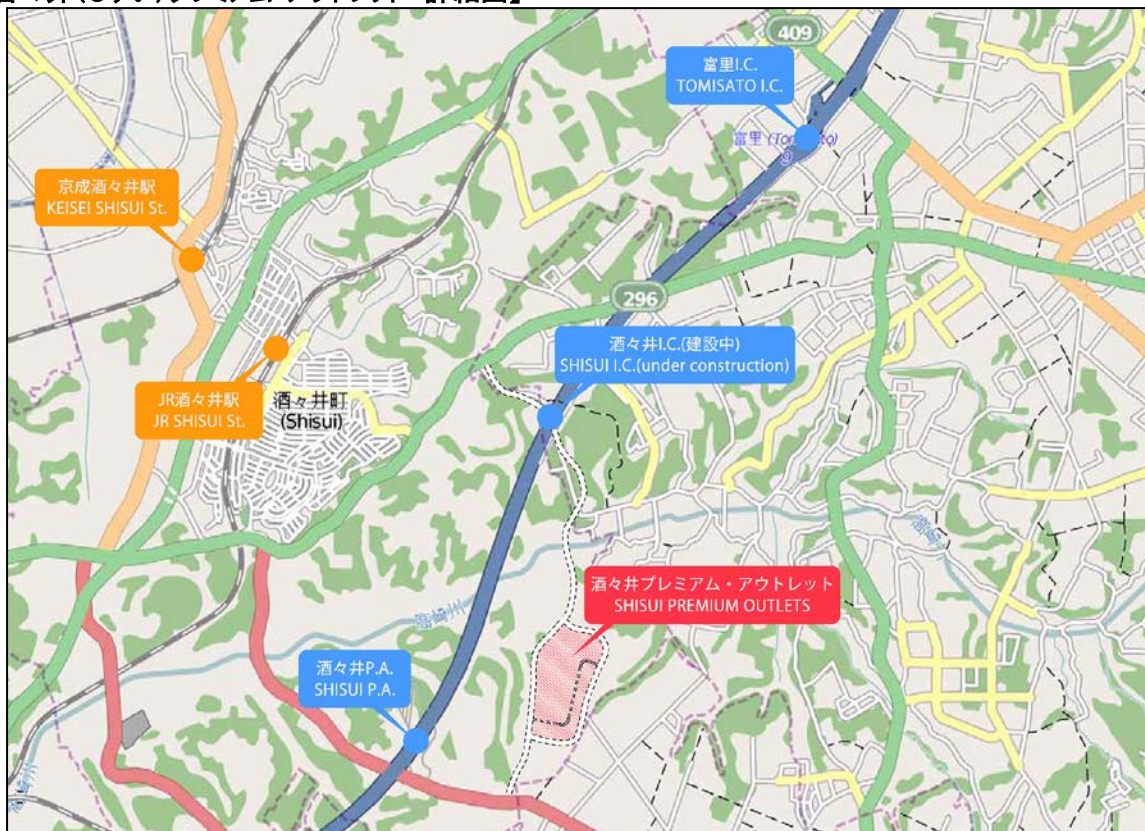 409
富里I.C.
TOMISATO I.C.
富里 (Tomisato)
京成酒々井駅
KEISEI SHISUI St.
296
酒々井I.C.(建設中)
SHISUI I.C.(under construction)
JR酒々井駅
JR SHISUI St.
酒々井町
(Shisui)
酒々井プレミアム・アウトレット
SHISUI PREMIUM OUTLETS
酒々井P.A.
SHISUI P.A.